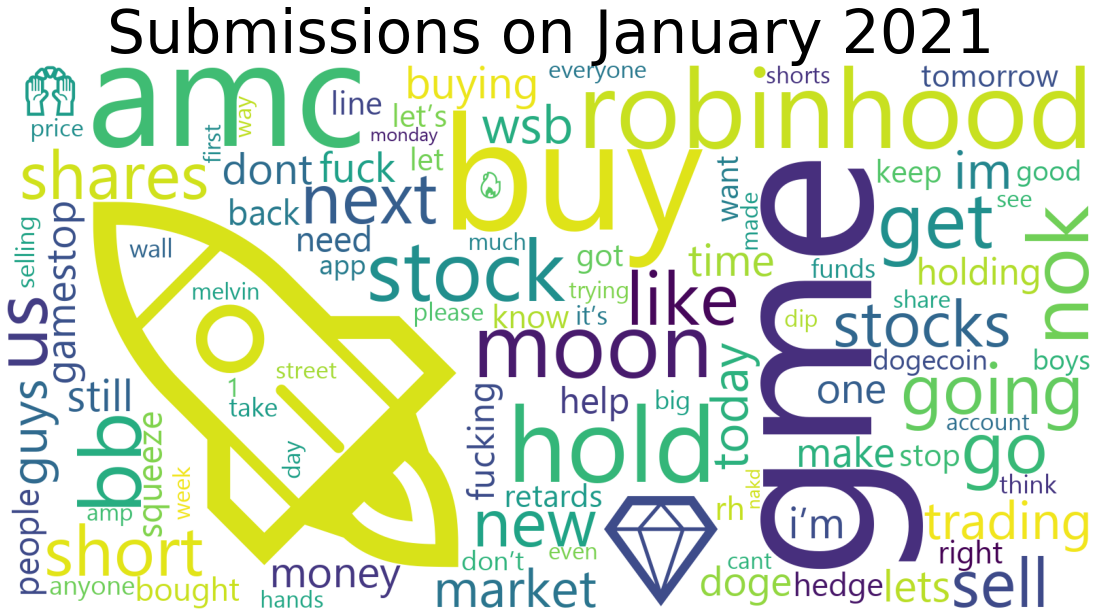 Submissions on January 2021
amc
price
way
first
line
monday
buying
let's
let
everyone
wsb
robinhood
shorts
tomorrow
shares
dont
fuck
buy
want
made
keep
im
good
see
back
next
need
app
stock
much
got
trying
time
get
nok
selling
gamestop
us
wall
melvin
please
know
it's
like
moon
funds
holding
share
dip
stocks
gme
dogecoin
boys
guys
still
1
street
take
day
help
big
today
one
going
account
bb
squeeze
week
amp
people
fucking
hold
make
stop
go
think
retards
new
rh
nakd
i'm
trading
short
don't
even
cant
right
anyone
bought
money
hands
market
doge
hedge
lets
sell